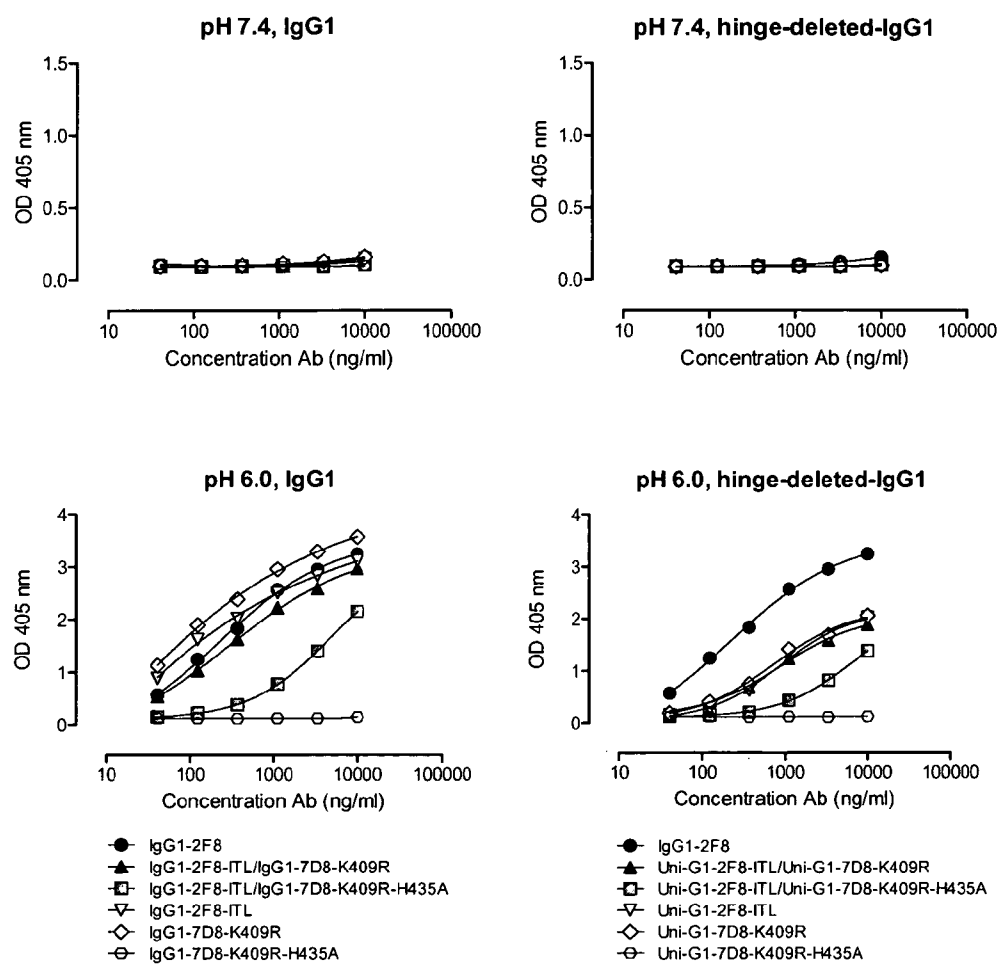 pH 7.4, IgG1
pH 7.4, hinge-deleted-IgG1
1.5
1.0
0.5
0.0
OD 405 nm
10 100 1000 10000 100000
Concentration Ab (ng/ml)
1.5
1.0
0.5
0.0
OD 405 nm
10 100 1000 10000 100000
Concentration Ab (ng/ml)
pH 6.0, IgG1
pH 6.0, hinge-deleted-IgG1
4
3
2
1
0
OD 405 nm
10 100 1000 10000 100000
Concentration Ab (ng/ml)
4
3
2
1
0
OD 405 nm
10 100 1000 10000 100000
Concentration Ab (ng/ml)
IgG1-2F8
IgG1-2F8-ITL/IgG1-7D8-K409R
IgG1-2F8-ITL/IgG1-7D8-K409R-H435A
IgG1-2F8-ITL
IgG1-7D8-K409R
IgG1-7D8-K409R-H435A
IgG1-2F8
Uni-G1-2F8-ITL/Uni-G1-7D8-K409R
Uni-G1-2F8-ITL/Uni-G1-7D8-K409R-H435A
Uni-G1-2F8-ITL
Uni-G1-7D8-K409R
Uni-G1-7D8-K409R-H435A